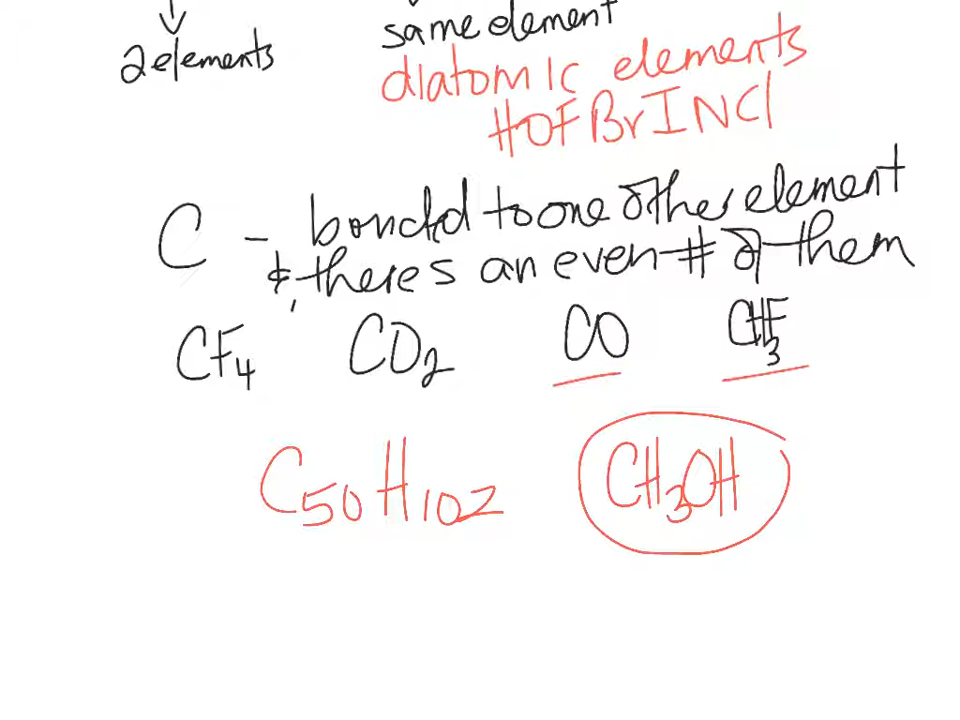 2 elements
same element
diatomic elements
HOFBrINCl
C - bonded to one other element
& there's an even # of them
CF4 CO2 CO CHF3
C50H102 CH3OH